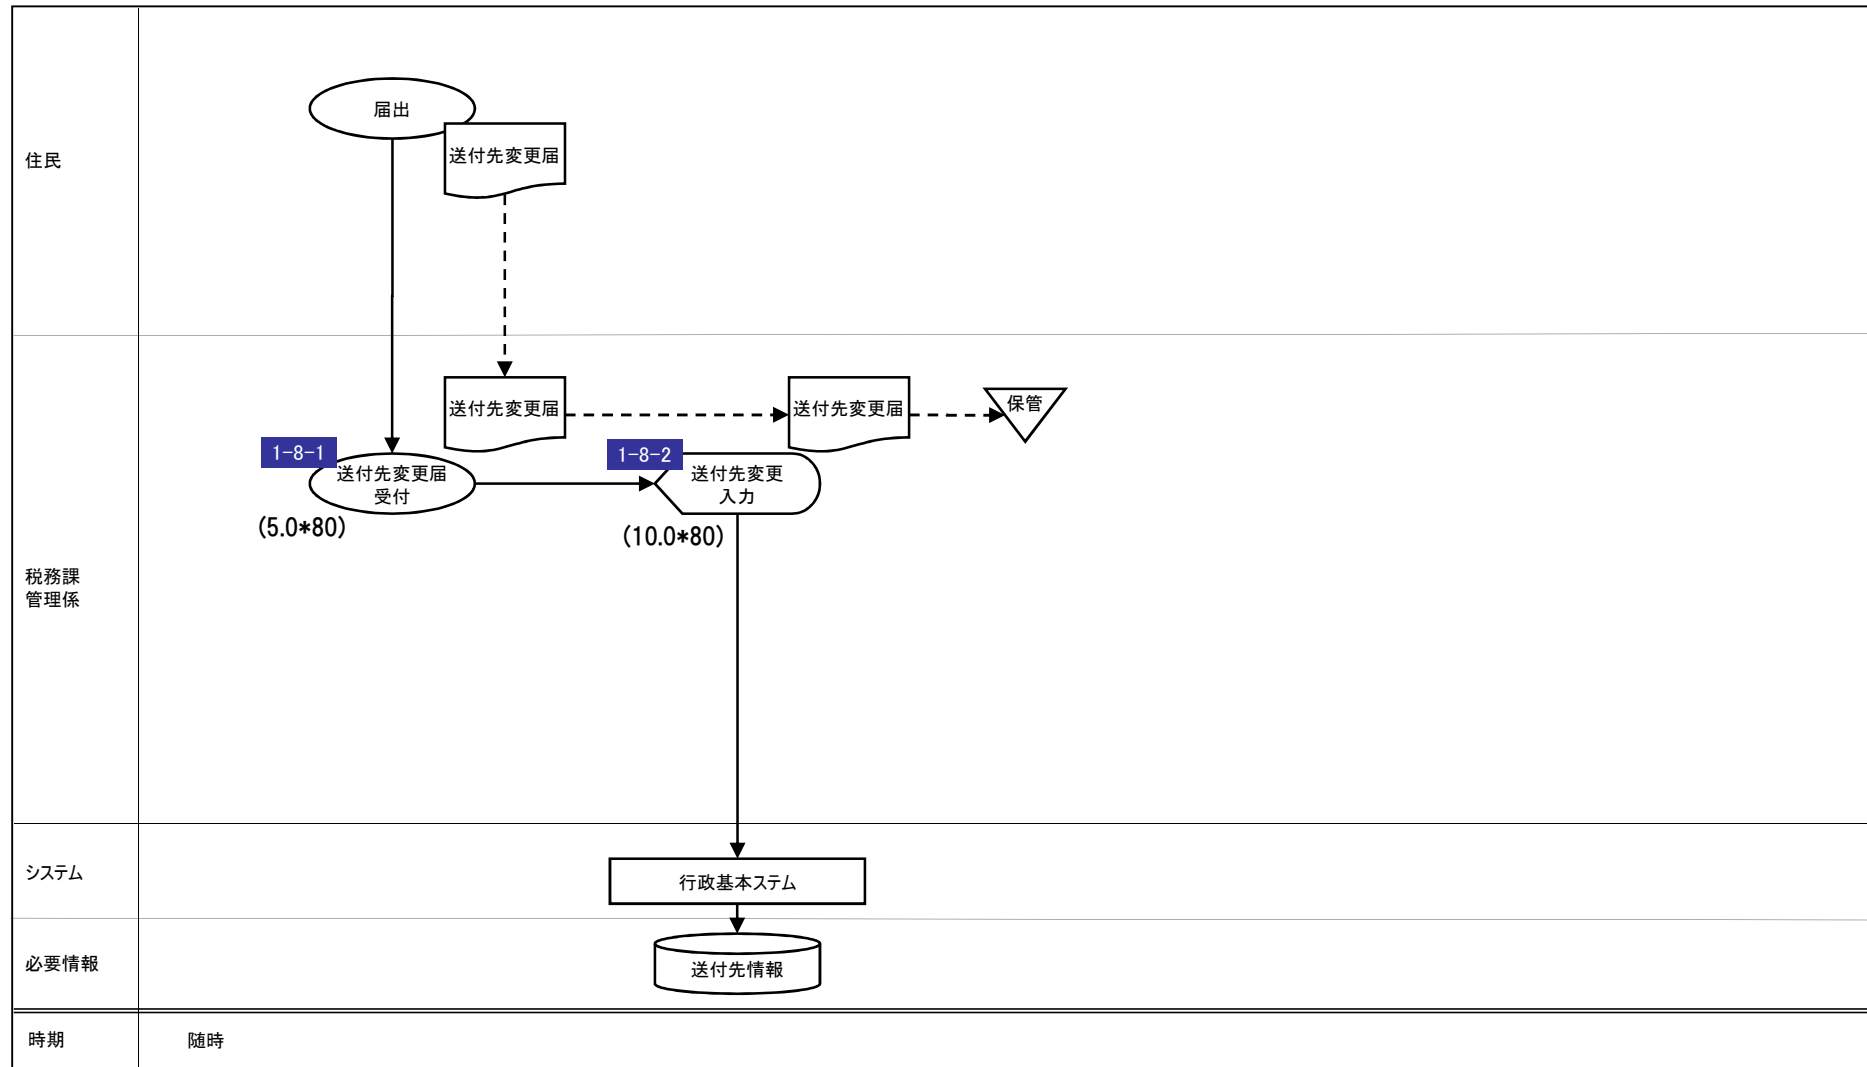 住民
届出
送付先変更届
税務課
管理係
送付先変更届
送付先変更届
保管
1-8-1
送付先変更届
受付
(5.0*80)
1-8-2
送付先変更
入力
(10.0*80)
システム
行政基本ステム
必要情報
送付先情報
時期
随時